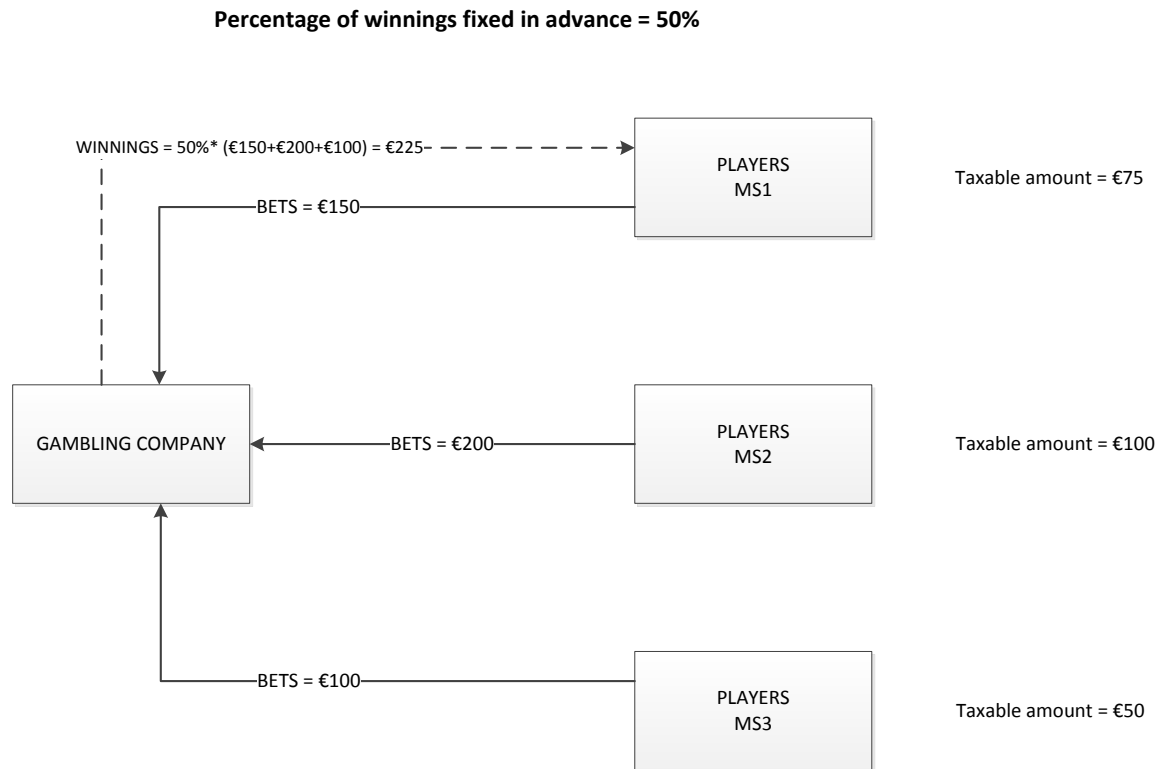 Percentage of winnings fixed in advance = 50%
WINNINGS = 50%* (€150+€200+€100) = €225
PLAYERS
MS1
Taxable amount = €75
BETS = €150
GAMBLING COMPANY
BETS = €200
PLAYERS
MS2
Taxable amount = €100
BETS = €100
PLAYERS
MS3
Taxable amount = €50